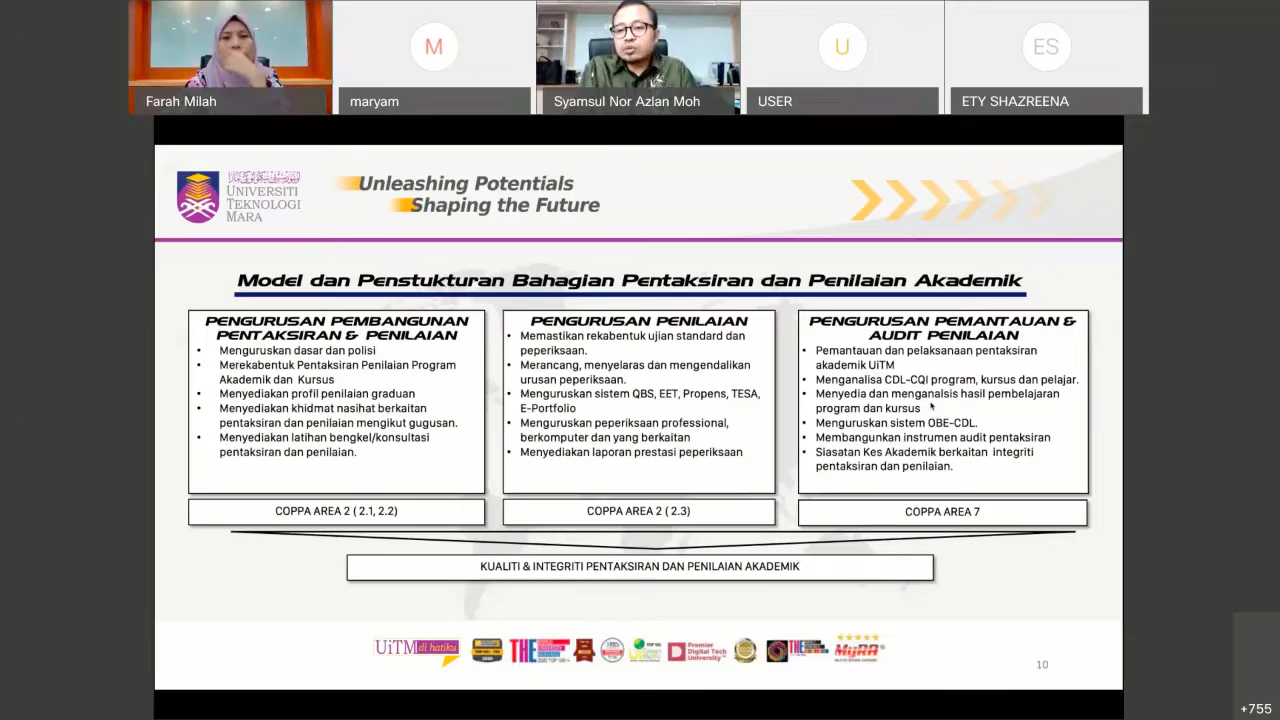 M
U
ES
Farah Milah
maryam
Syamsul Nor Azlan Moh
USER
ETY SHAZREENA
UNIVERSITI
TEKNOLOGI
MARA
Unleashing Potentials
Shaping the Future
Model dan Penstukturan Bahagian Pentaksiran dan Penilaian Akademik
PENGURUSAN PEMBANGUNAN
PENTAKSIRAN & PENILAIAN
• Menguruskan dasar dan polisi
• Merekabentuk Pentaksiran Penilaian Program
Akademik dan Kursus
• Menyediakan profil penilaian graduan
• Menyediakan khidmat nasihat berkaitan
pentaksiran dan penilaian mengikut gugusan.
• Menyediakan latihan bengkel/konsultasi
pentaksiran dan penilaian.
COPPA AREA 2 ( 2.1, 2.2)
PENGURUSAN PENILAIAN
• Memastikan rekabentuk ujian standard dan
peperiksaan.
• Merancang, menyelaras dan mengendalikan
urusan peperiksaan.
• Menguruskan sistem QBS, EET, Propens, TESA,
E-Portfolio
• Menguruskan peperiksaan professional,
berkomputer dan yang berkaitan
• Menyediakan laporan prestasi peperiksaan
COPPA AREA 2 ( 2.3)
PENGURUSAN PEMANTAUAN &
AUDIT PENILAIAN
• Pemantauan dan pelaksanaan pentaksiran
akademik UiTM
• Menganalisa CDL-CQI program, kursus dan pelajar.
• Menyedia dan menganalsis hasil pembelajaran
program dan kursus
• Menguruskan sistem OBE-CDL.
• Membangunkan instrumen audit pentaksiran
• Siasatan Kes Akademik berkaitan integriti
pentaksiran dan penilaian.
COPPA AREA 7
KUALITI & INTEGRITI PENTAKSIRAN DAN PENILAIAN AKADEMIK
UiTM di hatiku
THE
Premier
Digital Tech
University
THE
MyRA
10
+755